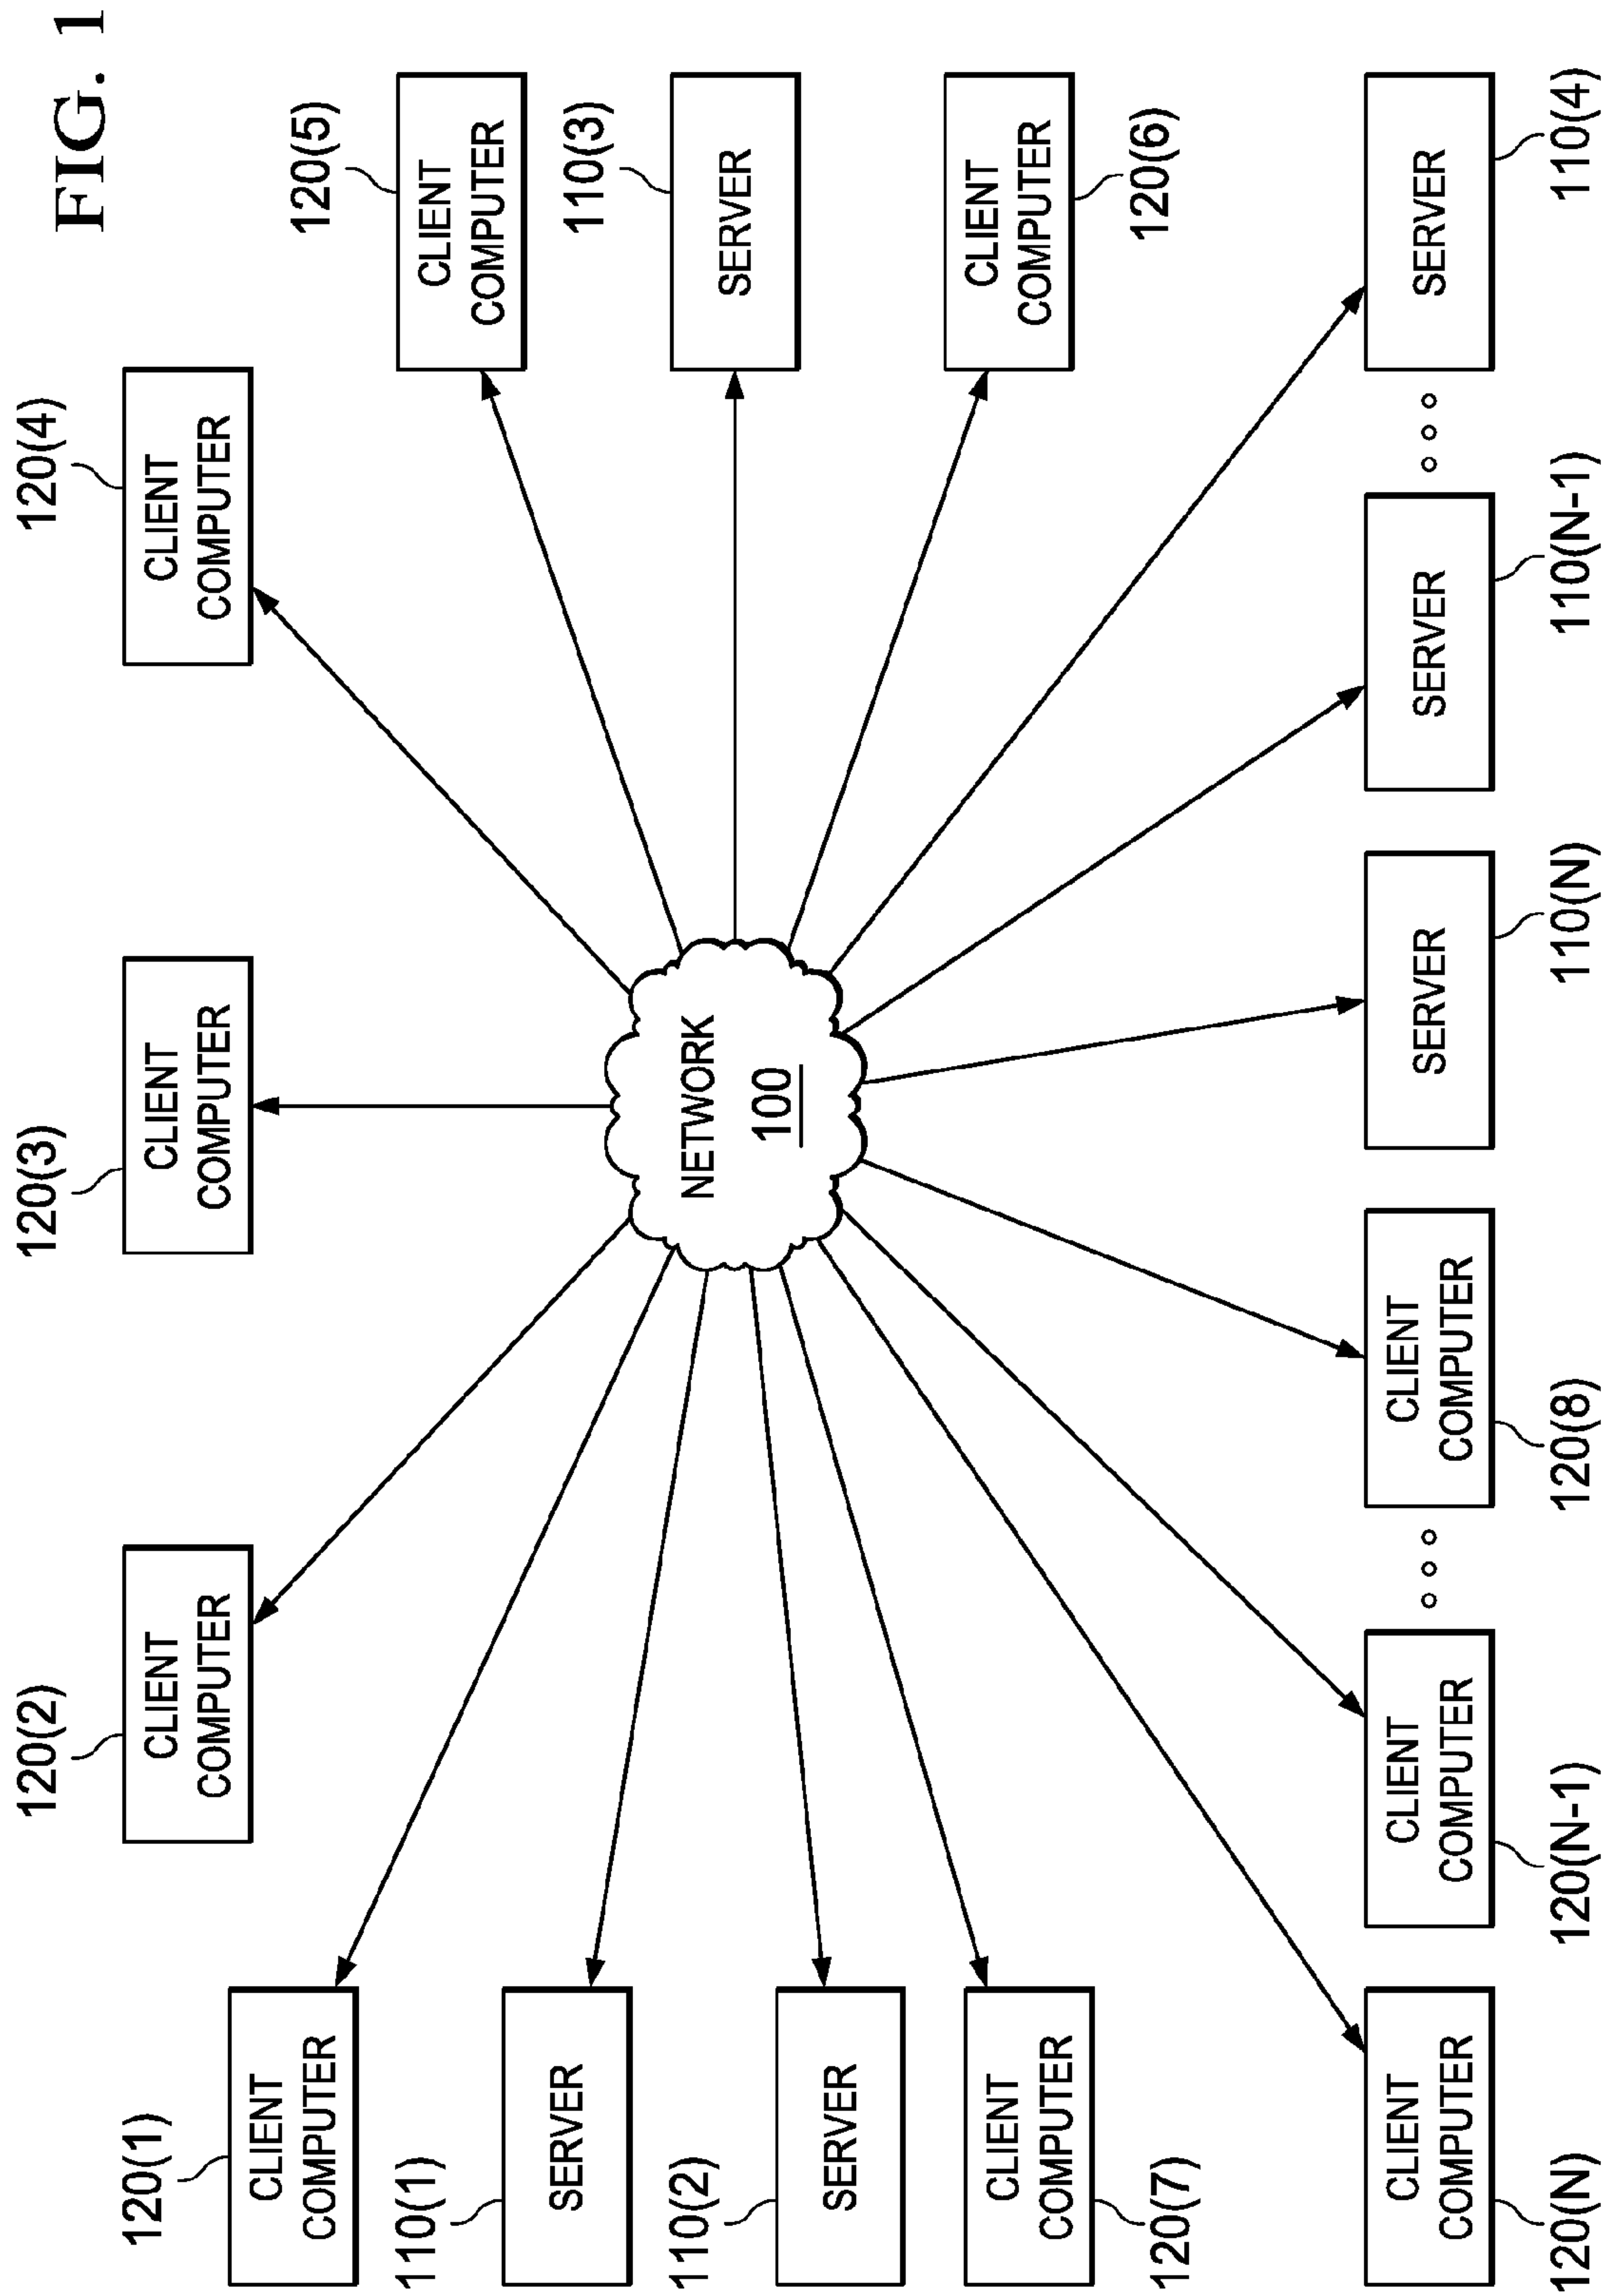 FIG. 1
120(2)
CLIENT
COMPUTER
120(3)
CLIENT
COMPUTER
120(4)
CLIENT
COMPUTER
120(1)
CLIENT
COMPUTER
120(5)
CLIENT
COMPUTER
110(1)
SERVER
110(3)
SERVER
NETWORK
100
110(2)
SERVER
120(6)
CLIENT
COMPUTER
120(7)
CLIENT
COMPUTER
CLIENT
COMPUTER
120(N)
CLIENT
COMPUTER
120(N-1)
CLIENT
COMPUTER
120(8)
SERVER
110(N)
SERVER
110(N-1)
SERVER
110(4)